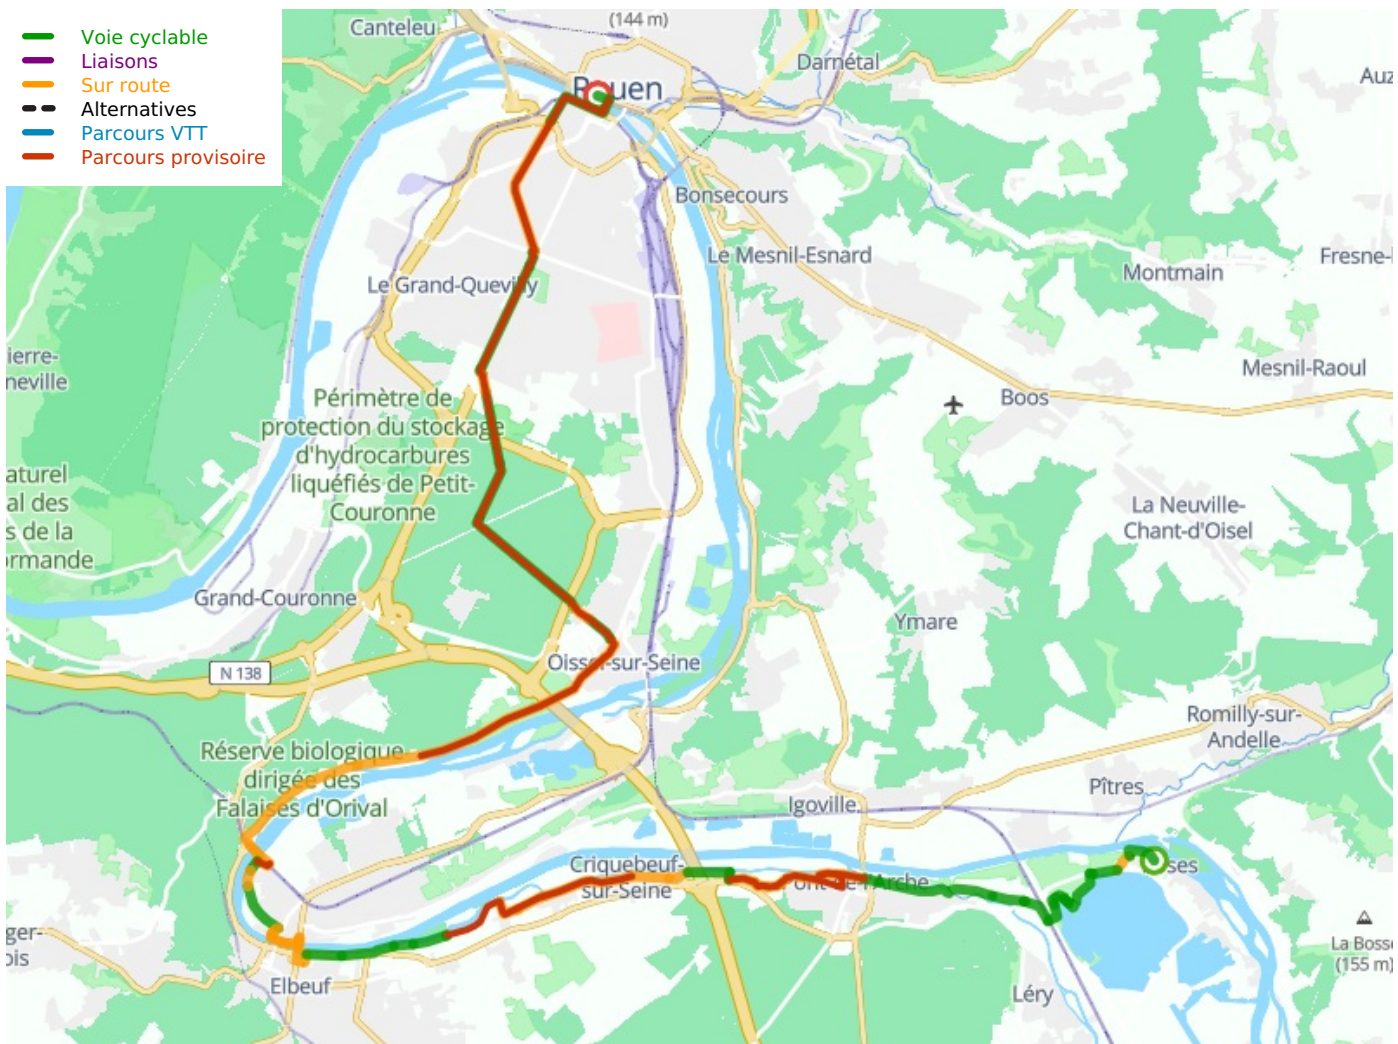 Voie cyclable
Liaisons
Sur route
Alternatives
Parcours VTT
Parcours provisoire
Canteleu
(144 m)
Darnétal
Rouen
Bonsecours
Le Mesnil-Esnard
Montmain
Le Grand-Quevilly
Mesnil-Raoul
Boos
Périmètre de
protection du stockage
d'hydrocarbures
liquéfiés de Petit-
Couronne
La Neuville-
Chant-d'Oisel
Grand-Couronne
Ymare
N 138
Oissel-sur-Seine
Romilly-sur-
Andelle
Réserve biologique
dirigée des
Falaises d'Orival
Pîtres
Igoville
Criquebeuf-
sur-Seine
Elbeuf
Léry
La Bosse
(155 m)